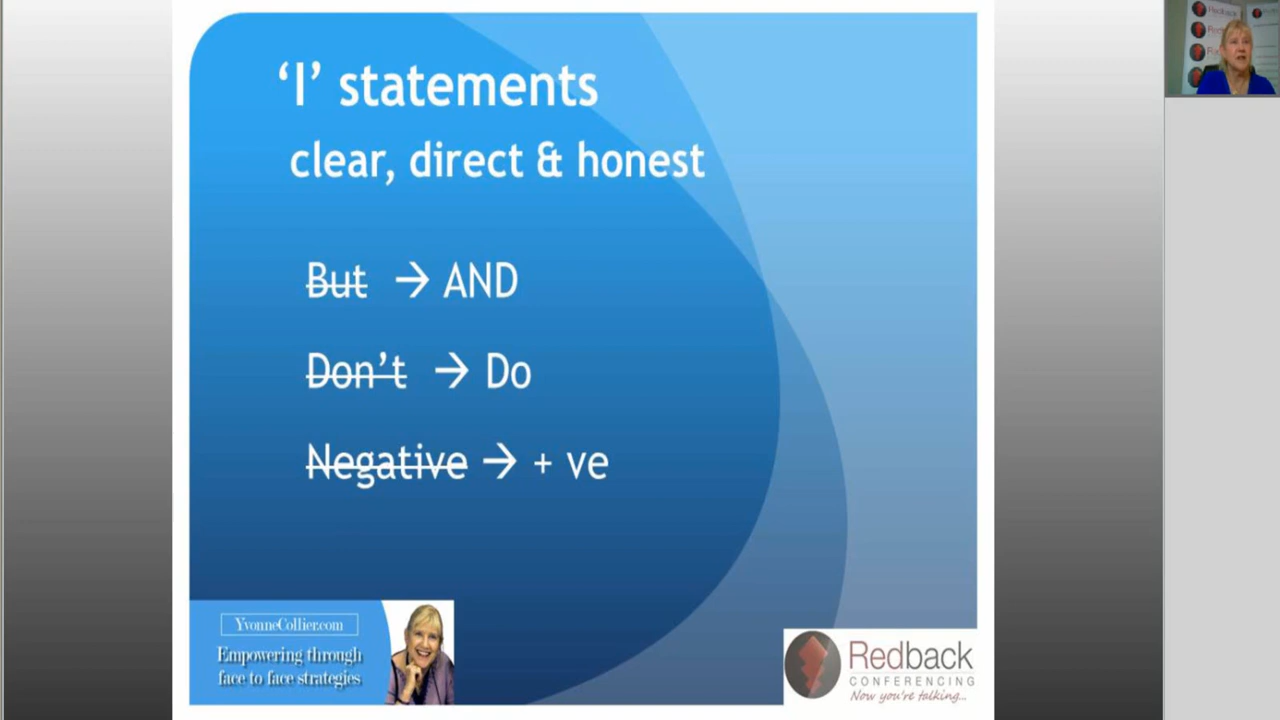 ‘I’ statements
clear, direct & honest
But → AND
Don’t → Do
Negative → + ve
YvonneCollier.com
Empowering through
face to face strategies
Redback
CONFERENCING
Now you're talking...
Redback